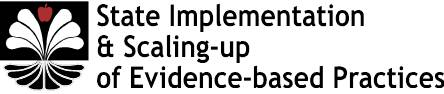 State Implementation
& Scaling-up
of Evidence-based Practices